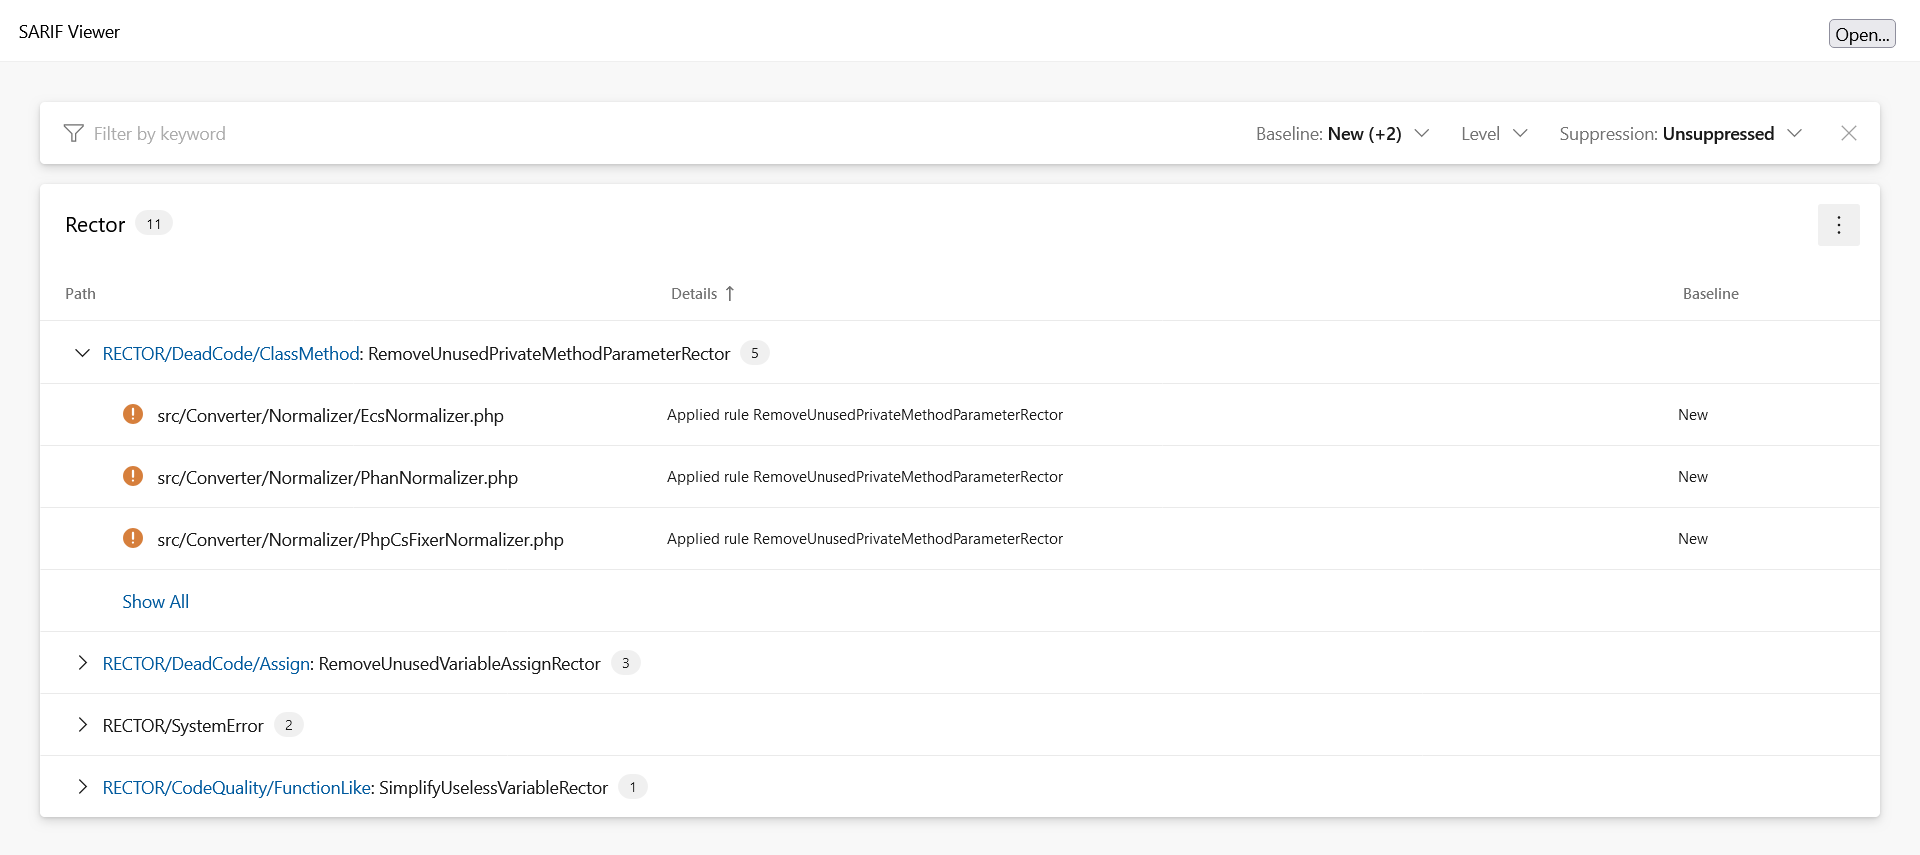 SARIF Viewer
Open...
Filter by keyword
Baseline: New (+2)
Level
Suppression: Unsuppressed
Rector 11
Path Details ↑ Baseline
RECTOR/DeadCode/ClassMethod: RemoveUnusedPrivateMethodParameterRector 5
src/Converter/Normalizer/EcsNormalizer.php Applied rule RemoveUnusedPrivateMethodParameterRector New
src/Converter/Normalizer/PhanNormalizer.php Applied rule RemoveUnusedPrivateMethodParameterRector New
src/Converter/Normalizer/PhpCsFixerNormalizer.php Applied rule RemoveUnusedPrivateMethodParameterRector New
Show All
RECTOR/DeadCode/Assign: RemoveUnusedVariableAssignRector 3
RECTOR/SystemError 2
RECTOR/CodeQuality/FunctionLike: SimplifyUselessVariableRector 1